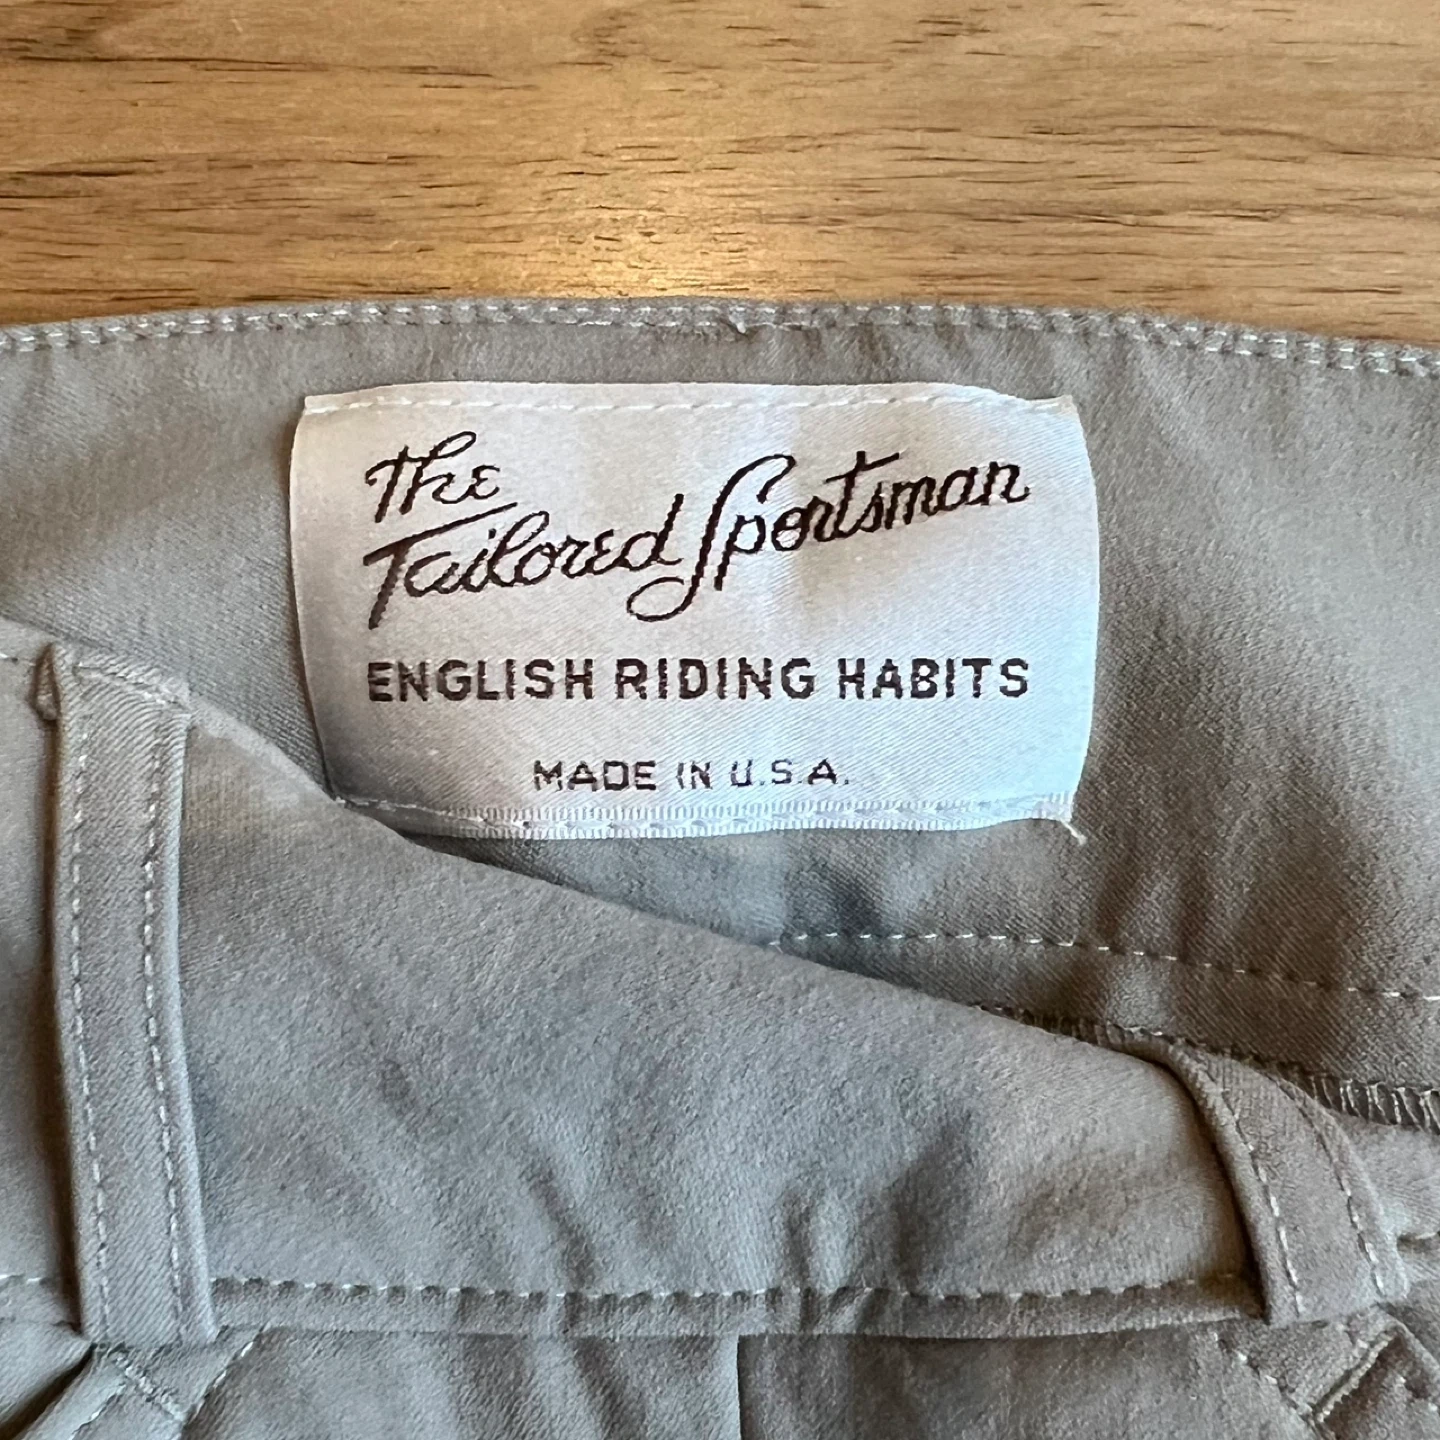 The
Tailored Sportsman
ENGLISH RIDING HABITS
MADE IN U.S.A.